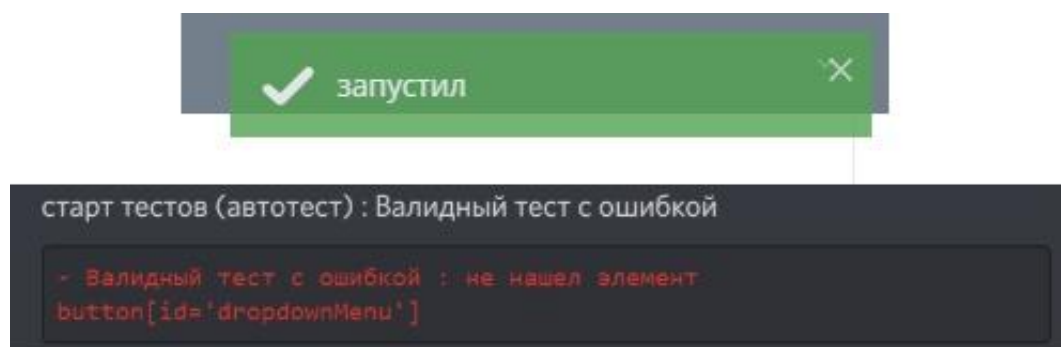 запустил
старт тестов (автотест) : Валидный тест с ошибкой
- Валидный тест с ошибкой : не нашел элемент
button[id='dropdownMenu']